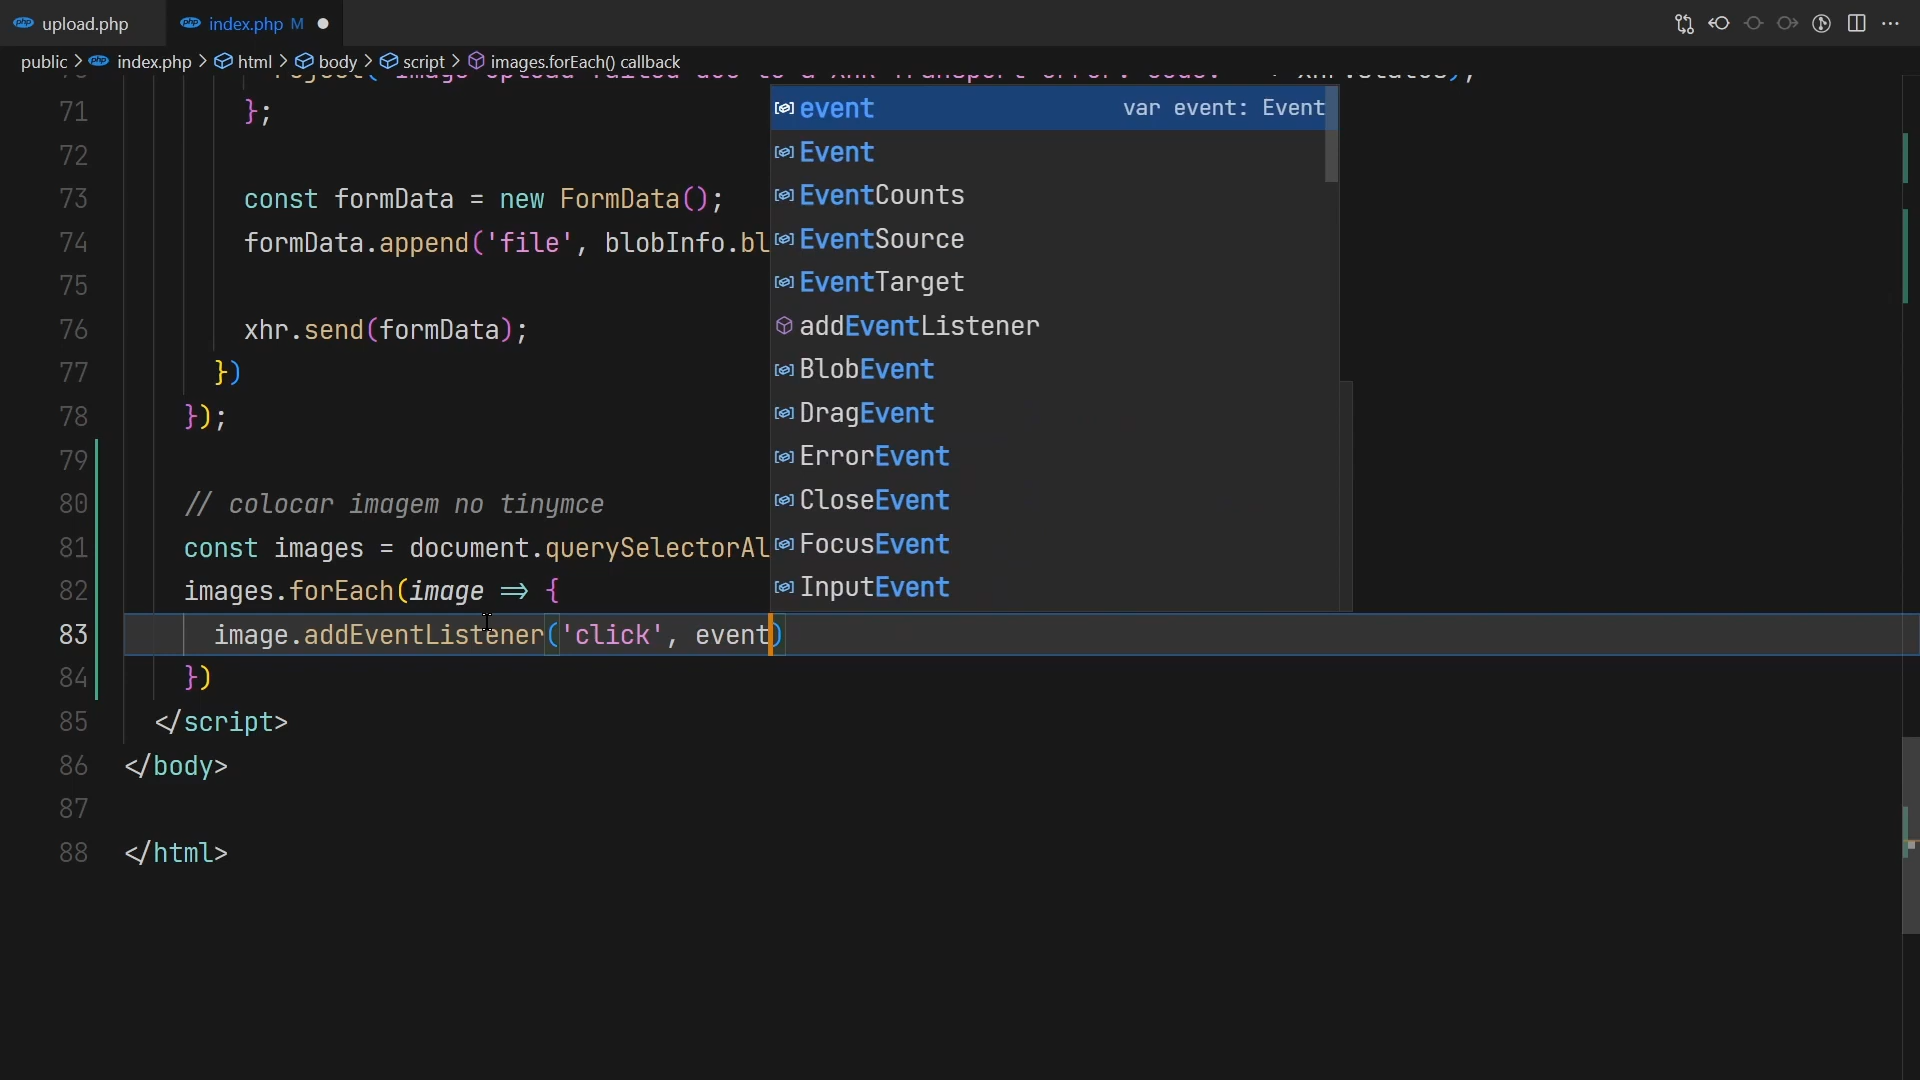 upload.php
index.php M
public > index.php > html > body > script > images.forEach() callback
71 };
72
73 const formData = new FormData();
74 formData.append('file', blobInfo.bl
75
76 xhr.send(formData);
77 })
78 });
79
80 // colocar imagem no tinymce
81 const images = document.querySelectorAl
82 images.forEach(image => {
83 image.addEventListener('click', event)
84 })
85 </script>
86 </body>
87
88 </html>
event var event: Event
Event
EventCounts
EventSource
EventTarget
addEventListener
BlobEvent
DragEvent
ErrorEvent
CloseEvent
FocusEvent
InputEvent